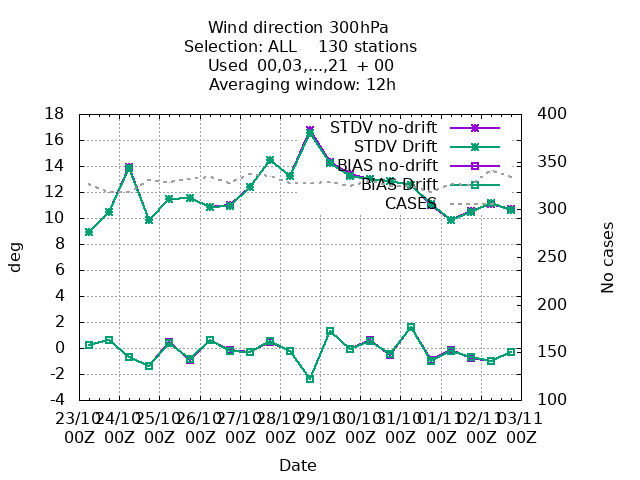 Wind direction 300hPa
Selection: ALL 130 stations
Used 00,03,...,21 + 00
Averaging window: 12h
18
16
14
12
10
8
6
4
2
0
-2
-4
deg
400
350
300
250
200
150
100
No cases
STDV no-drift
STDV Drift
BIAS no-drift
BIAS Drift
CASES
23/10 24/10 25/10 26/10 27/10 28/10 29/10 30/10 31/10 01/11 02/11 03/11
00Z 00Z 00Z 00Z 00Z 00Z 00Z 00Z 00Z 00Z 00Z 00Z
Date